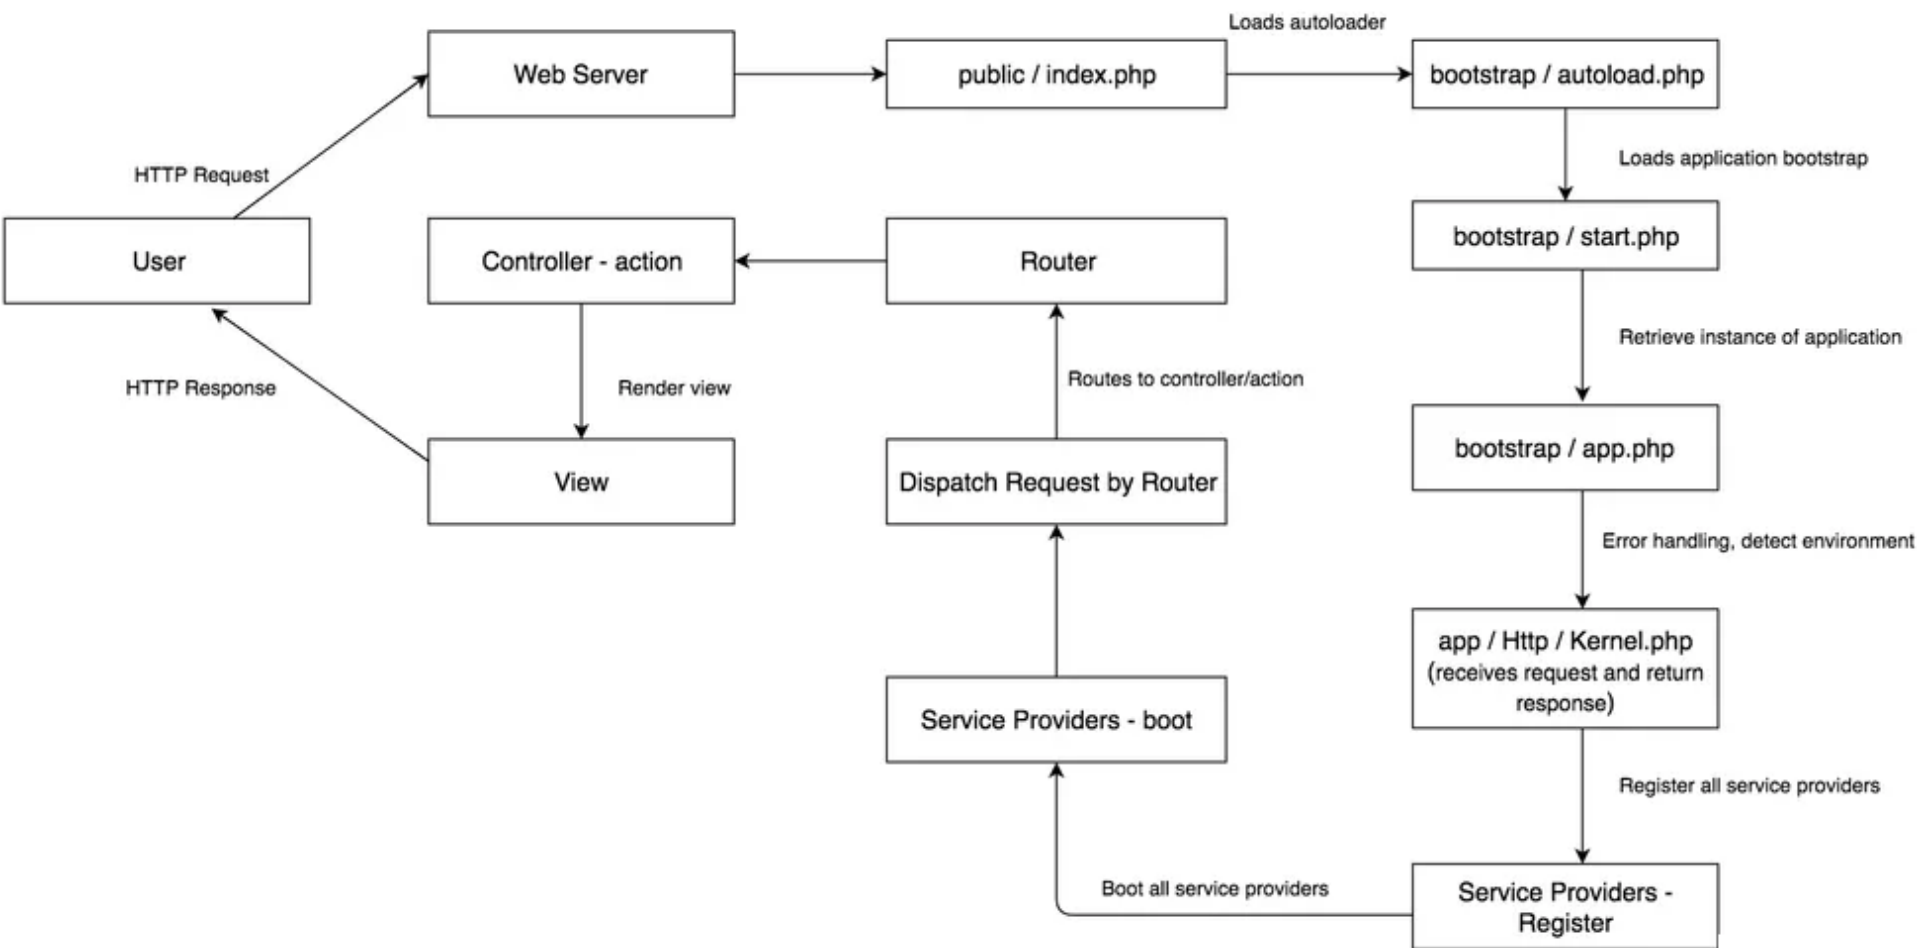 Loads autoloader
Web Server
public / index.php
bootstrap / autoload.php
HTTP Request
Loads application bootstrap
User
Controller - action
Router
bootstrap / start.php
Retrieve instance of application
HTTP Response
Render view
Routes to controller/action
View
Dispatch Request by Router
bootstrap / app.php
Error handling, detect environment
app / Http / Kernel.php
(receives request and return
response)
Service Providers - boot
Register all service providers
Boot all service providers
Service Providers -
Register